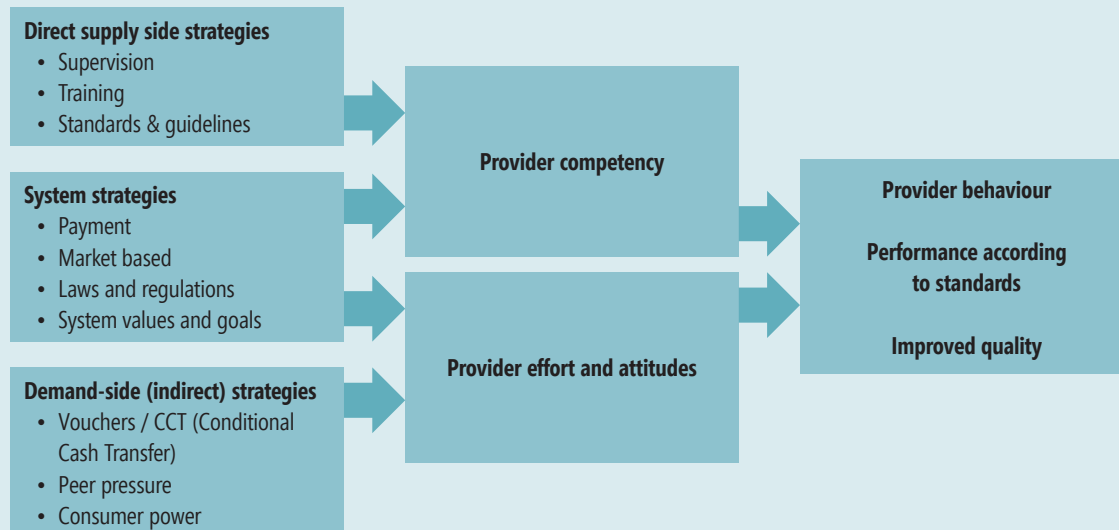 Direct supply side strategies
• Supervision
• Training
• Standards & guidelines
System strategies
• Payment
• Market based
• Laws and regulations
• System values and goals
Demand-side (indirect) strategies
• Vouchers / CCT (Conditional
Cash Transfer)
• Peer pressure
• Consumer power
Provider competency
Provider effort and attitudes
Provider behaviour
Performance according
to standards
Improved quality